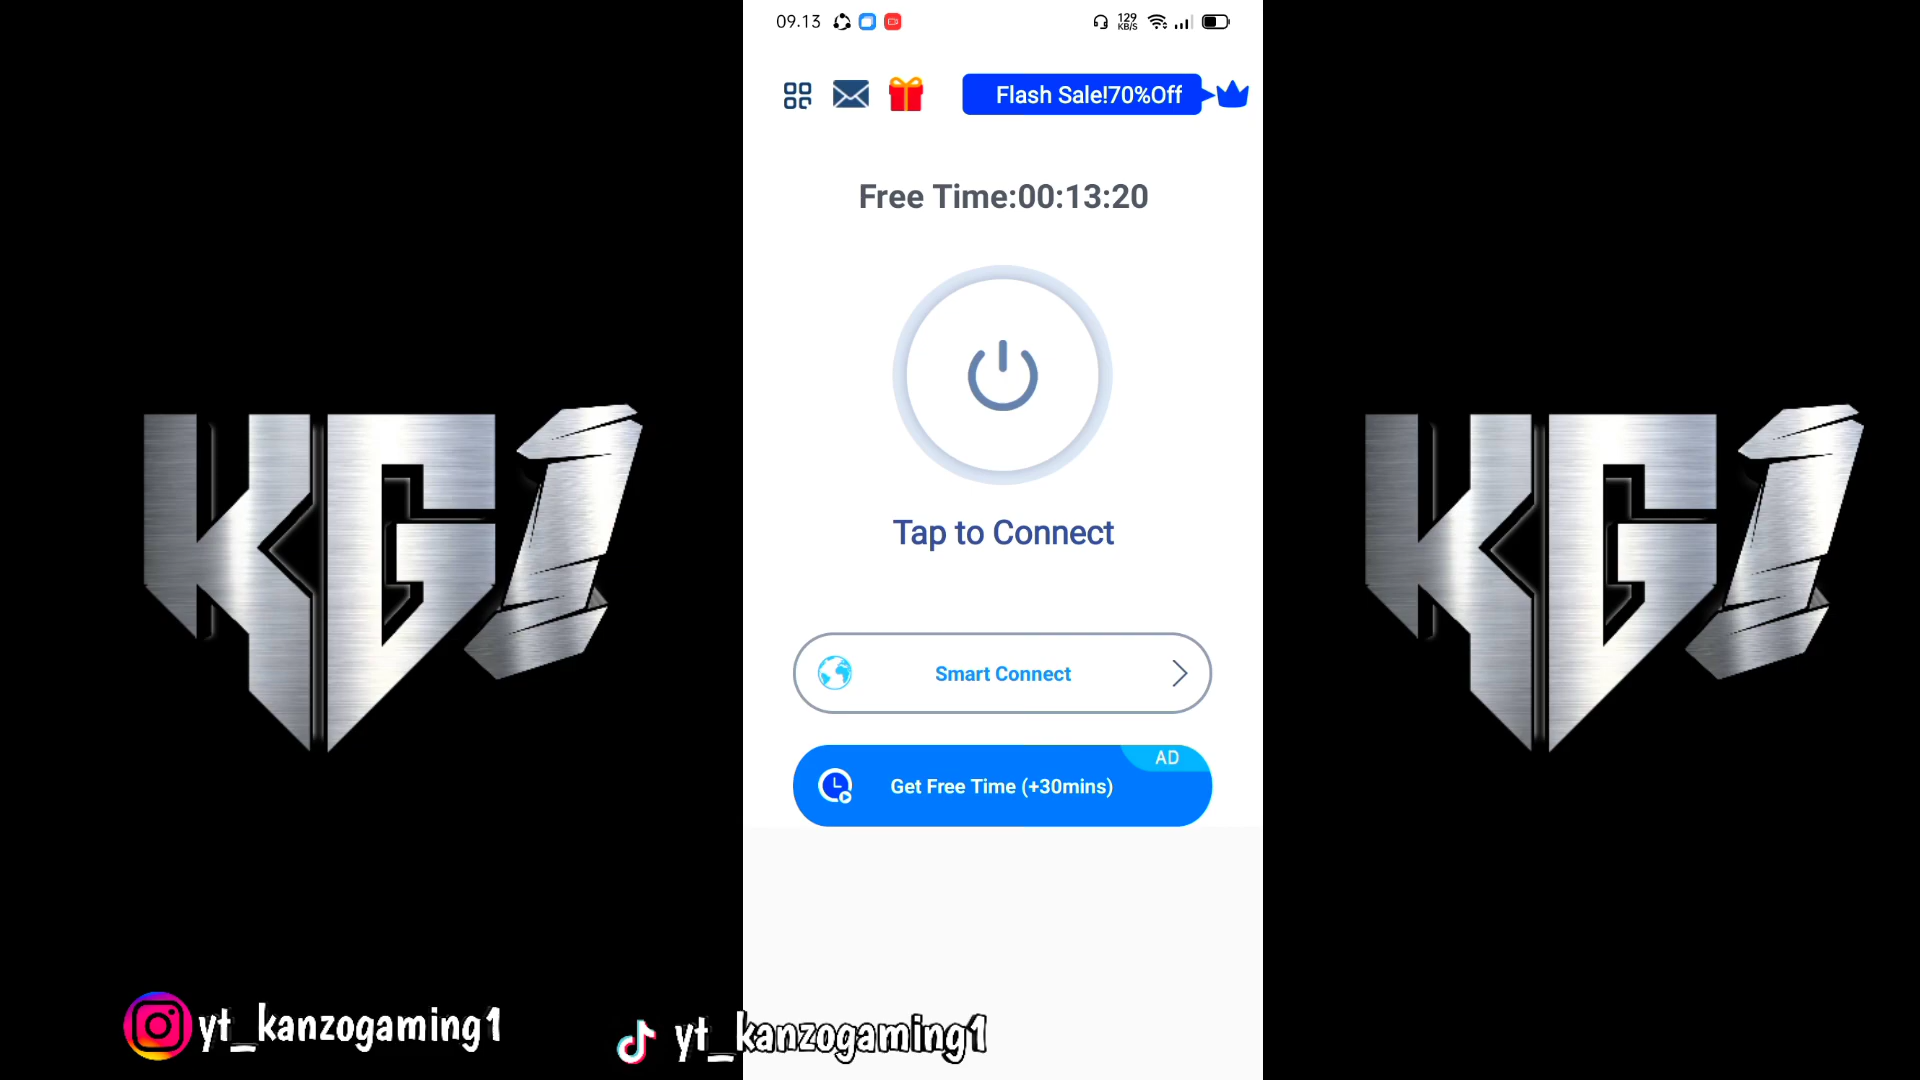 09.13
129
KB/S
Flash Sale!70%Off
Free Time:00:13:20
Tap to Connect
Smart Connect
AD
Get Free Time (+30mins)
KG1
KG1
yt_kanzogaming1
yt_kanzogaming1